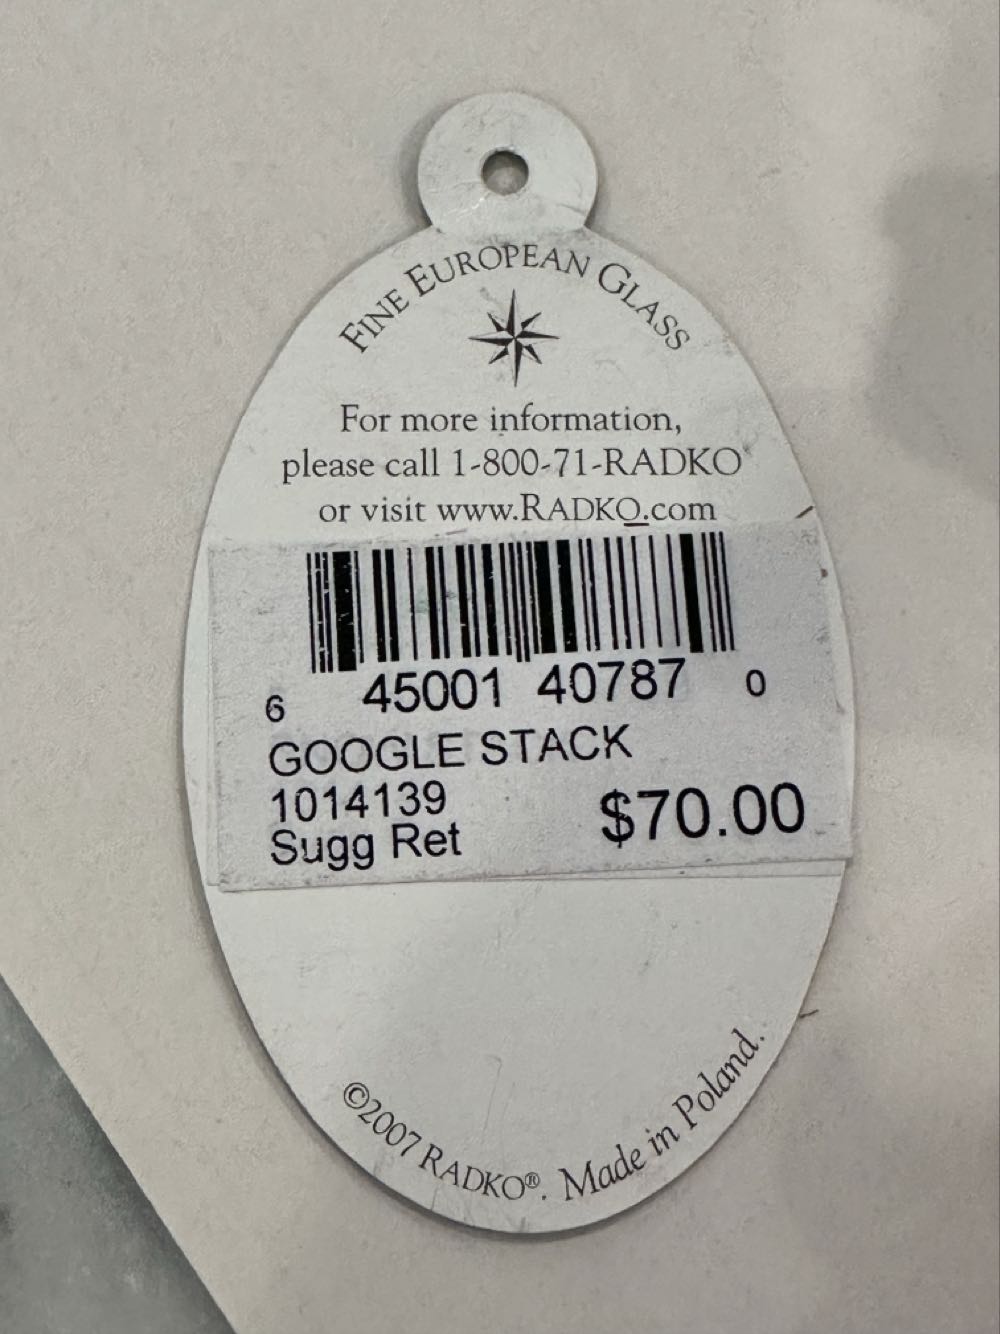 FINE EUROPEAN GLASS
For more information,
please call 1-800-71-RADKO
or visit www.RADKO.com
6 45001 40787 0
GOOGLE STACK
1014139
Sugg Ret $70.00
©2007 RADKO®. Made in Poland.